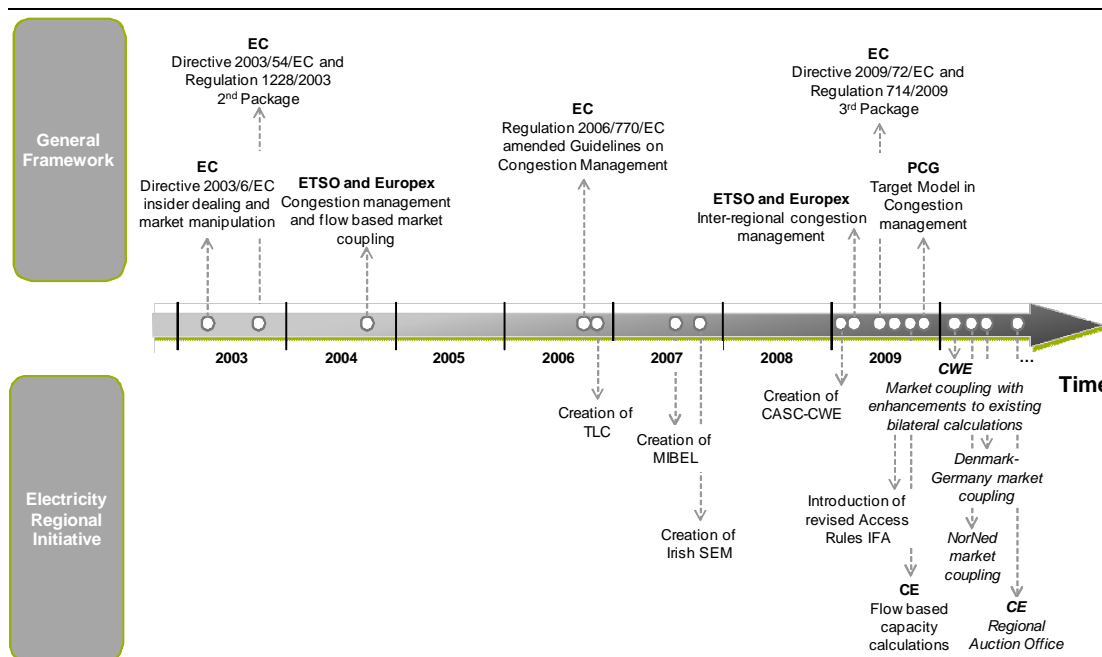 General
Framework
EC
Directive 2003/54/EC and
Regulation 1228/2003
2nd Package
EC
Directive 2003/6/EC
insider dealing and
market manipulation
ETSO and Europex
Congestion management
and flow based market
coupling
EC
Regulation 2006/770/EC
amended Guidelines on
Congestion Management
ETSO and Europex
Inter-regional congestion
management
EC
Directive 2009/72/EC and
Regulation 714/2009
3rd Package
PCG
Target Model in
Congestion
management
2003
2004
2005
2006
2007
2008
2009
...
Time
Electricity
Regional
Initiative
Creation of
TLC
Creation of
MIBEL
Creation of
Irish SEM
Creation of
CASC-CWE
Introduction of
revised Access
Rules IFA
CE
Flow based
capacity
calculations
CWE
Market coupling with
enhancements to existing
bilateral calculations
Denmark-
Germany market
coupling
NorNed
market
coupling
CE
Regional
Auction Office